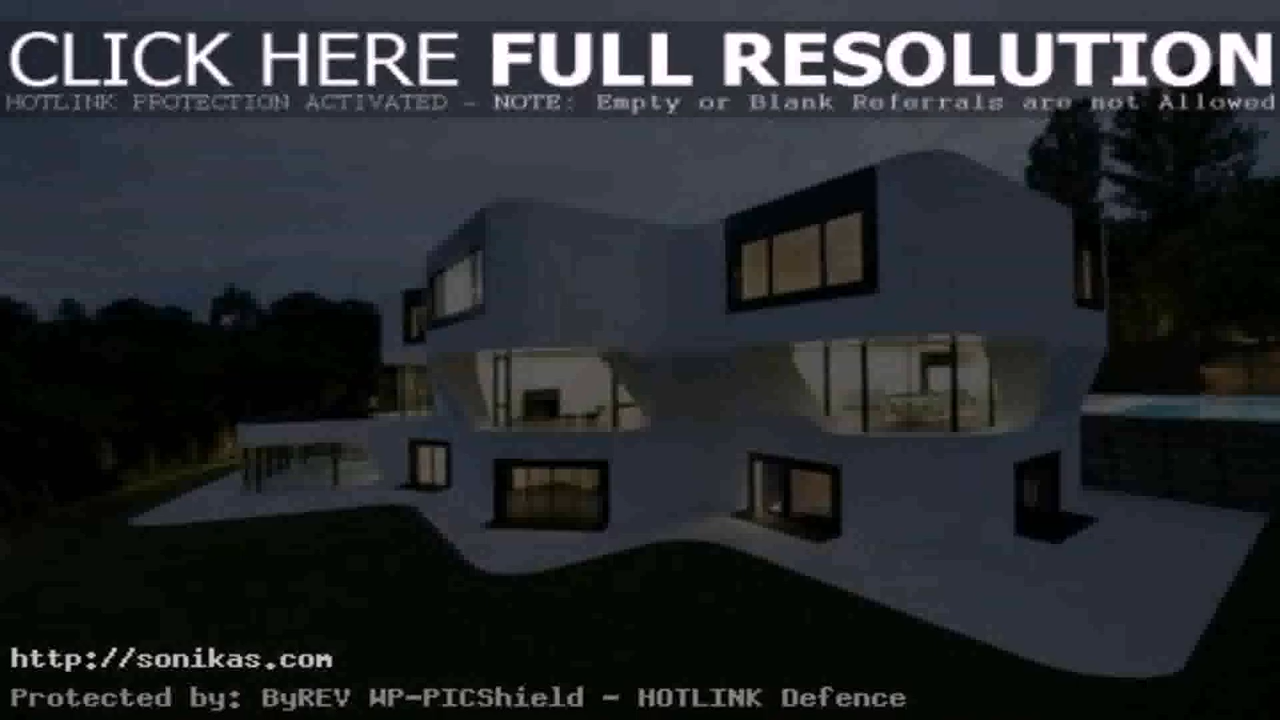 CLICK HERE FULL RESOLUTION
HOTLINK PROTECTION ACTIVATED - NOTE: Empty or Blank Referrals are not Allowed
http://sonikas.com
Protected by: ByREV WP-PICShield - HOTLINK Defence